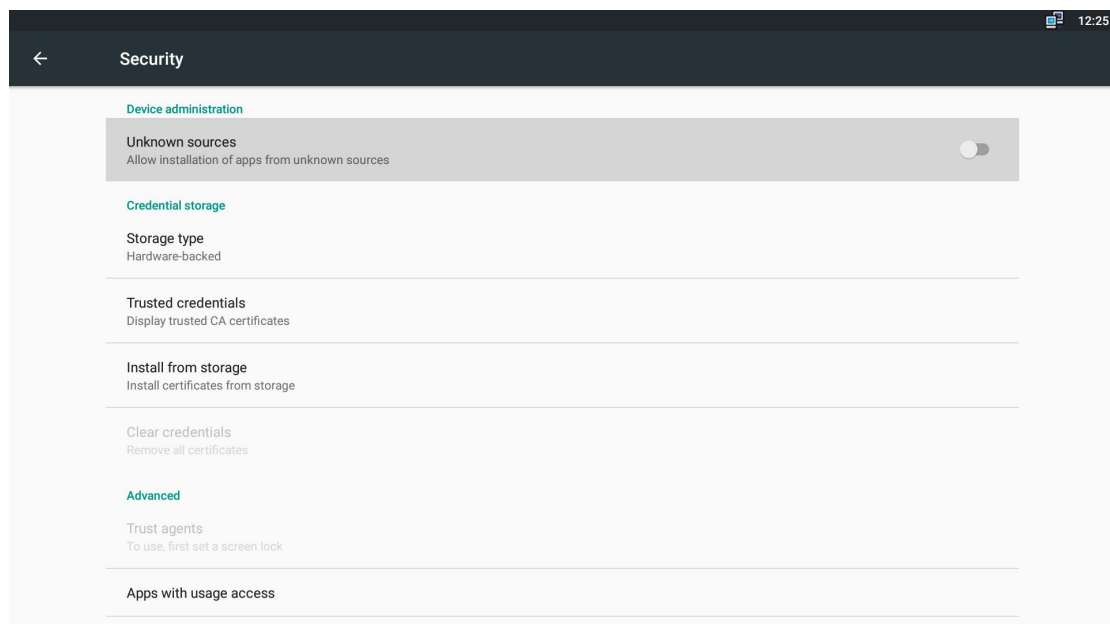 12:25
Security
Device administration
Unknown sources
Allow installation of apps from unknown sources
Credential storage
Storage type
Hardware-backed
Trusted credentials
Display trusted CA certificates
Install from storage
Install certificates from storage
Clear credentials
Remove all certificates
Advanced
Trust agents
To use, first set a screen lock
Apps with usage access